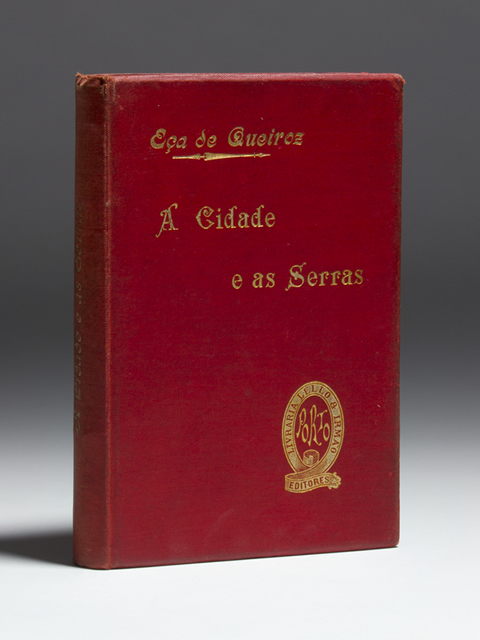 Eça de Queiroz
A Cidade
e as Serras
LIVRARIA LELLO & IRMÃO
PORTO
EDITORES